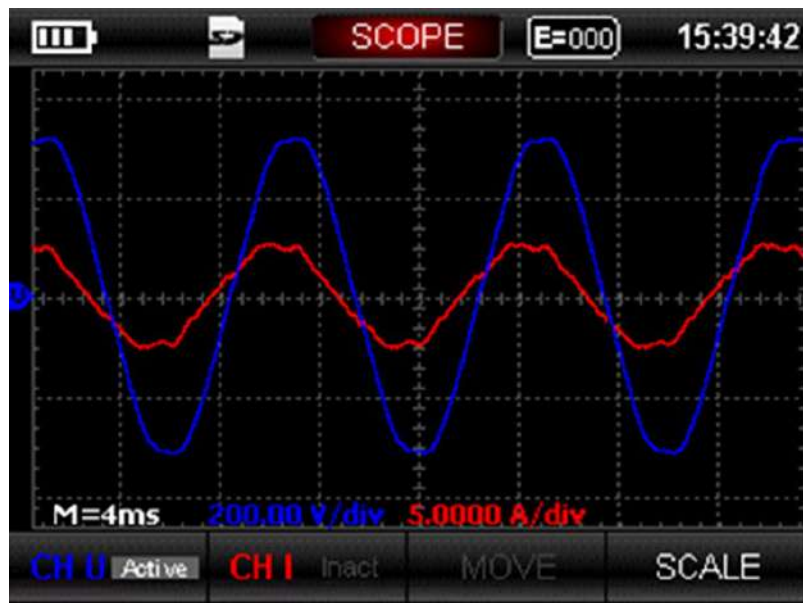 SCOPE E=000 15:39:42
M=4ms 200.00 V/div 5.0000 A/div
CH U Active CH I Inact MOVE SCALE